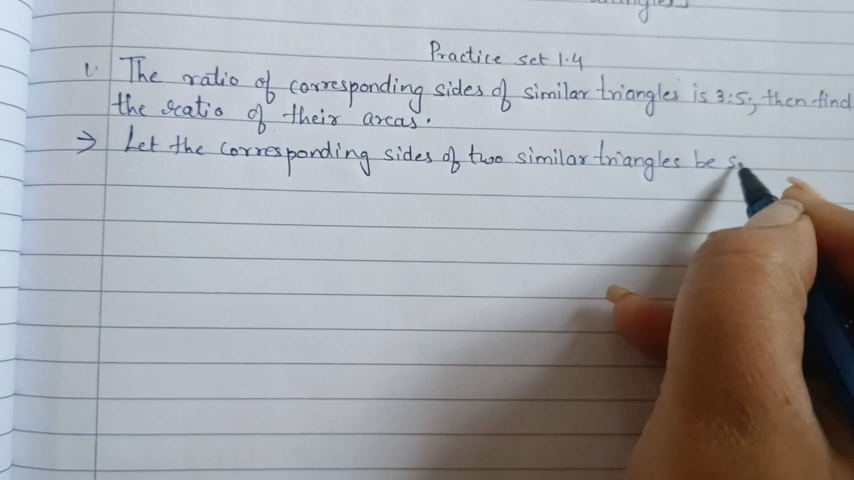 Practice set 1.4
1. The ratio of corresponding sides of similar triangles is 3:5, then find
the ratio of their areas.
→ Let the corresponding sides of two similar triangles be s